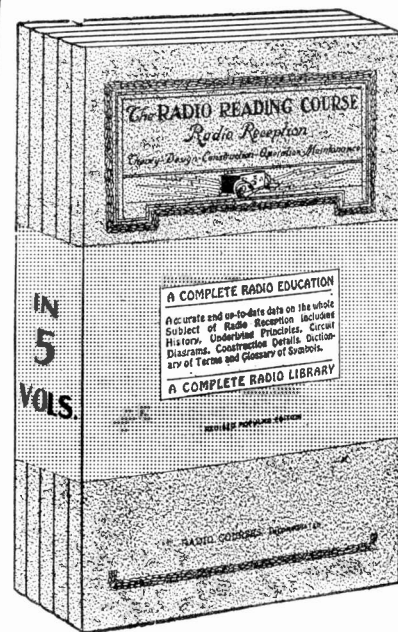 The RADIO READING COURSE
Radio Reception
Theory-Design-Construction-Operation-Maintenance
IN
5
VOLS.
A COMPLETE RADIO EDUCATION
Accurate and up-to-date data on the whole
Subject of Radio Reception includes
History, Underlying Principles, Circuit
Diagrams, Construction Details, Diction-
ary of Terms and Glossary of Symbols.
A COMPLETE RADIO LIBRARY
REVISED POPULAR EDITION
RADIO COURSES Incorporated